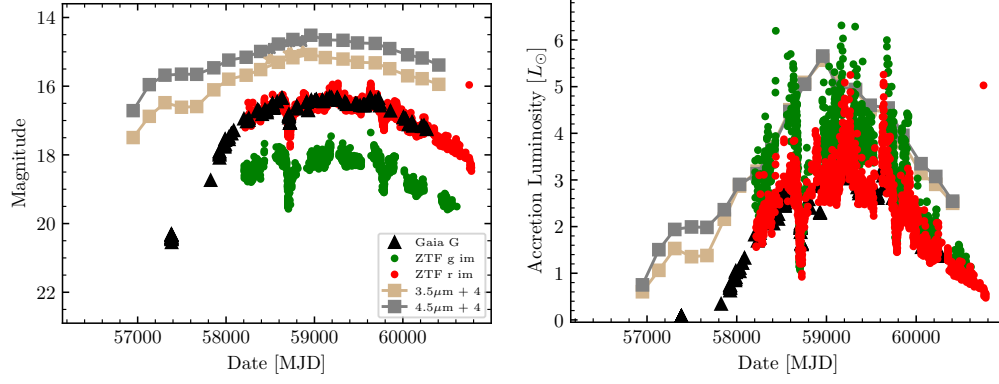 14
16
18
20
22
Magnitude
57000 58000 59000 60000
Date [MJD]
Gaia G
ZTF g im
ZTF r im
3.5μm + 4
4.5μm + 4
6
5
4
3
2
1
0
Accretion Luminosity [L⊙]
57000 58000 59000 60000
Date [MJD]